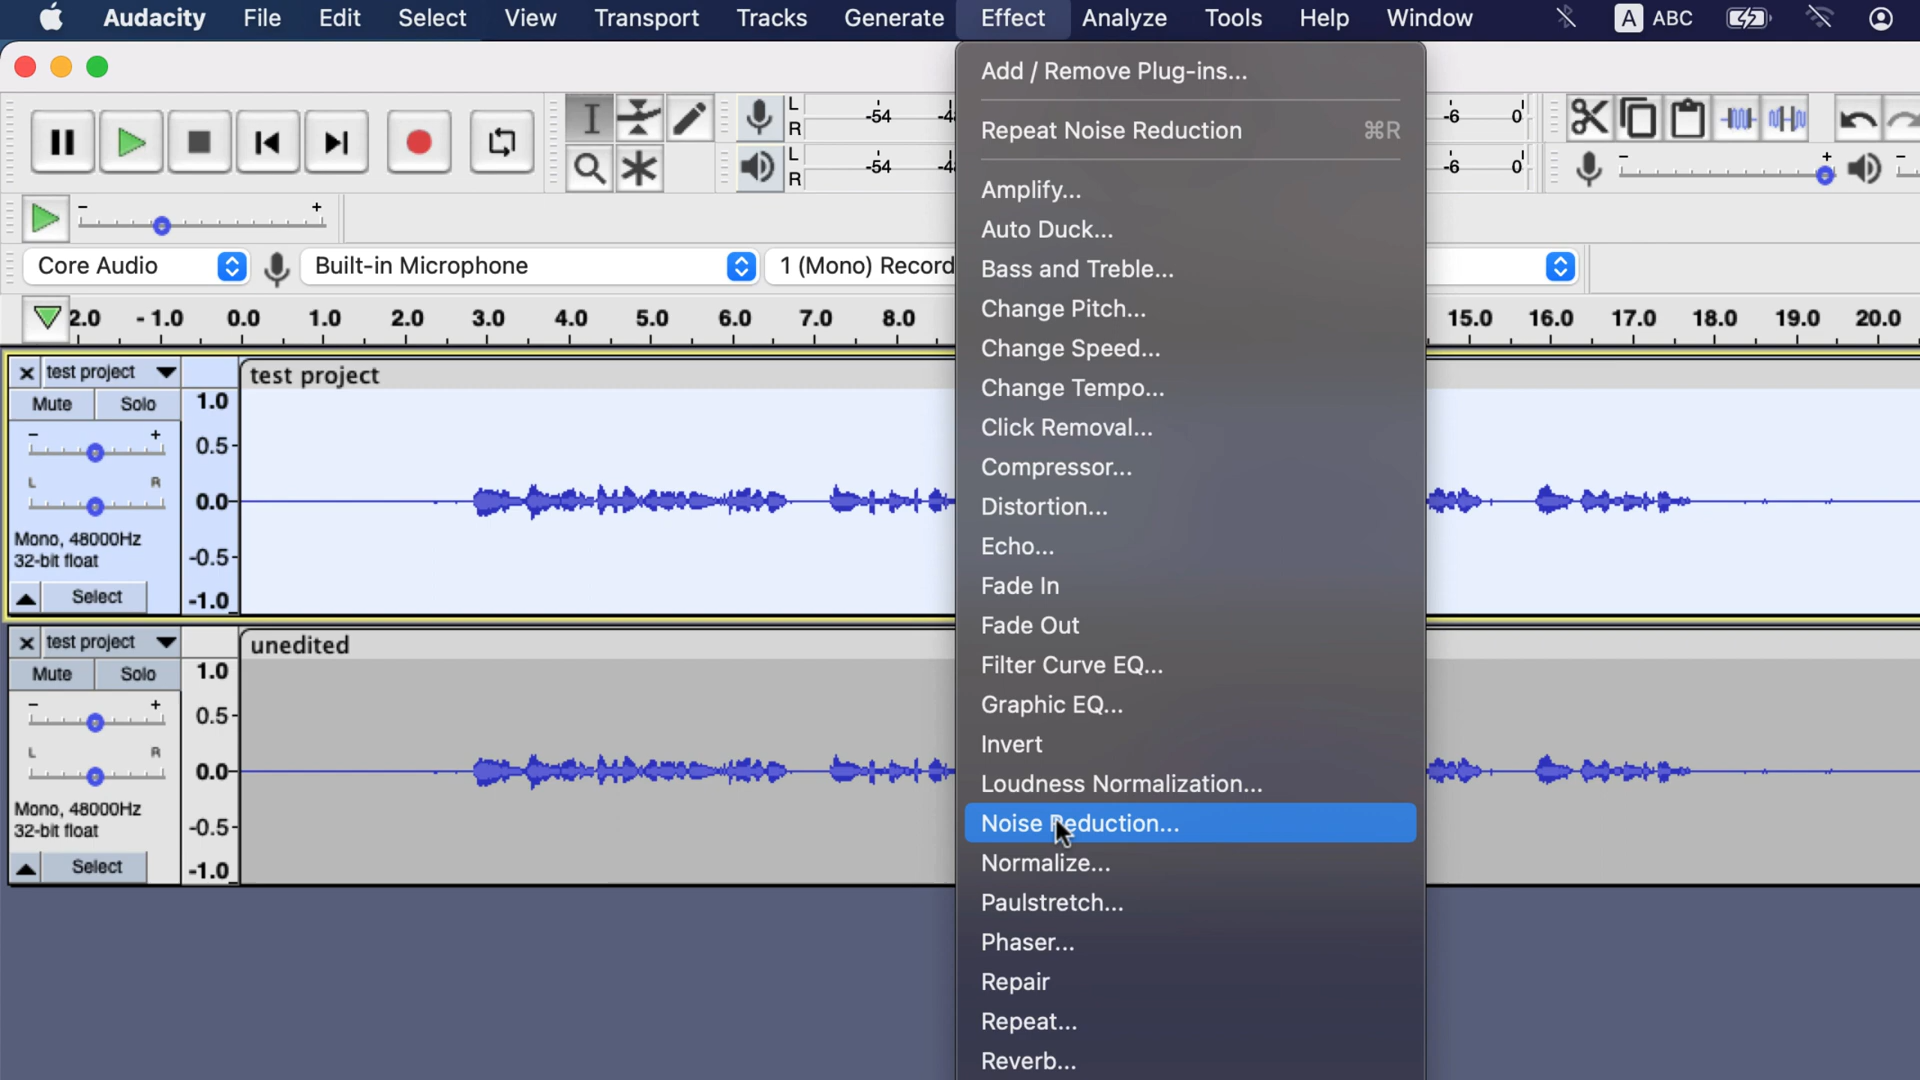 Audacity File Edit Select View Transport Tracks Generate Effect Analyze Tools Help Window A ABC
Add / Remove Plug-ins...
L -54 -6 0
R
Repeat Noise Reduction ⌘R
L -54 -6 0
R
- + - + -
Amplify...
Auto Duck...
Core Audio Built-in Microphone 1 (Mono) Record
Bass and Treble...
Change Pitch...
2.0 -1.0 0.0 1.0 2.0 3.0 4.0 5.0 6.0 7.0 8.0 15.0 16.0 17.0 18.0 19.0 20.0
Change Speed...
Change Tempo...
Click Removal...
Compressor...
Distortion...
Echo...
Fade In
Fade Out
Filter Curve EQ...
Graphic EQ...
Invert
Loudness Normalization...
Noise Reduction...
Normalize...
Paulstretch...
Phaser...
Repair
Repeat...
Reverb...
test project test project
Mute Solo 1.0
- + 0.5
L R
0.0
Mono, 48000Hz
32-bit float -0.5
Select -1.0
test project unedited
Mute Solo 1.0
- + 0.5
L R
0.0
Mono, 48000Hz
32-bit float -0.5
Select -1.0